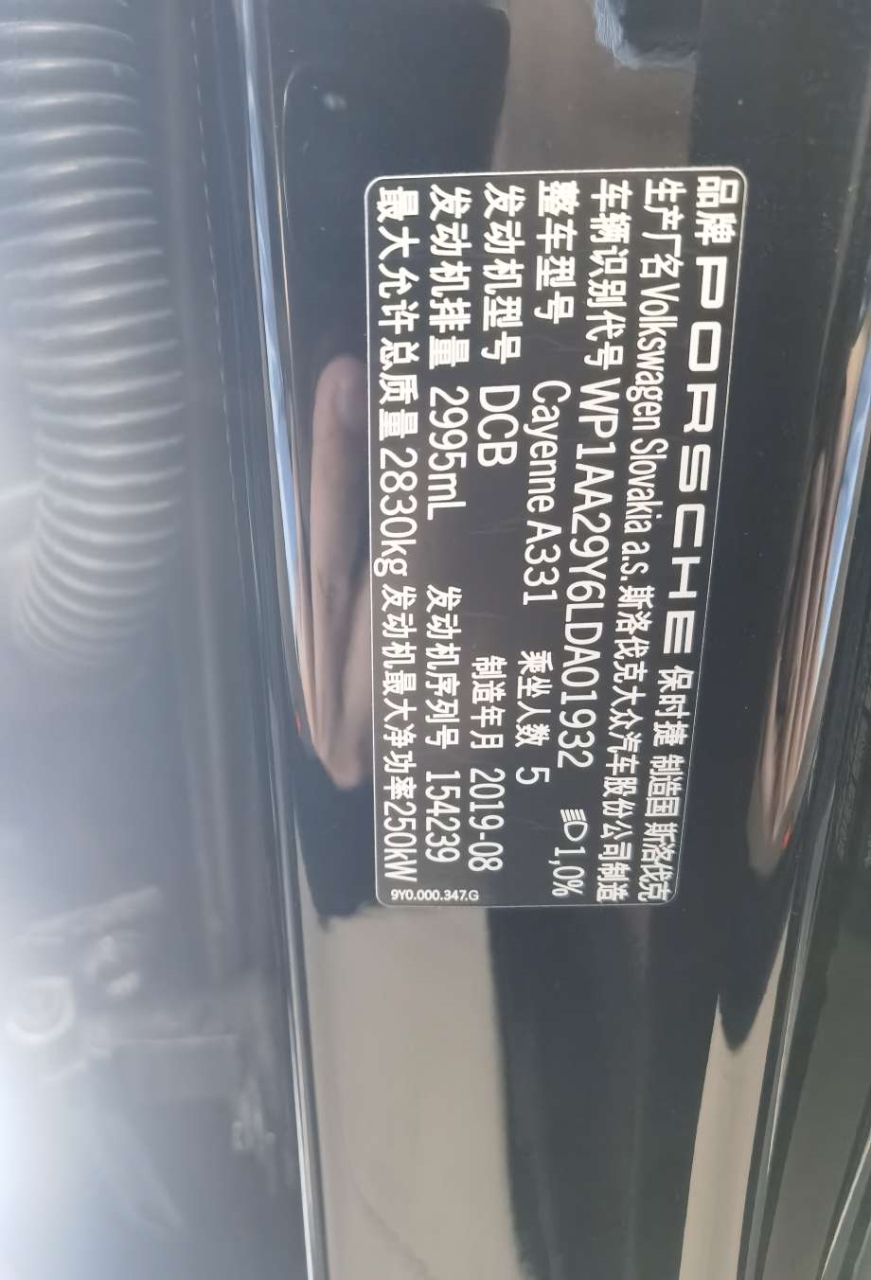 品牌 PORSCHE 保时捷 制造国 斯洛伐克
生产厂名 Volkswagen Slovakia a.s. 斯洛伐克大众汽车股份公司制造
车辆识别代号 WP1AA29Y6LDA01932
整车型号 Cayenne A331 乘坐人数 5 1,0%
发动机型号 DCB 制造年月 2019-08
发动机排量 2995mL 发动机序列号 154239
最大允许总质量 2830kg 发动机最大净功率250kW
9Y0.000.347.G